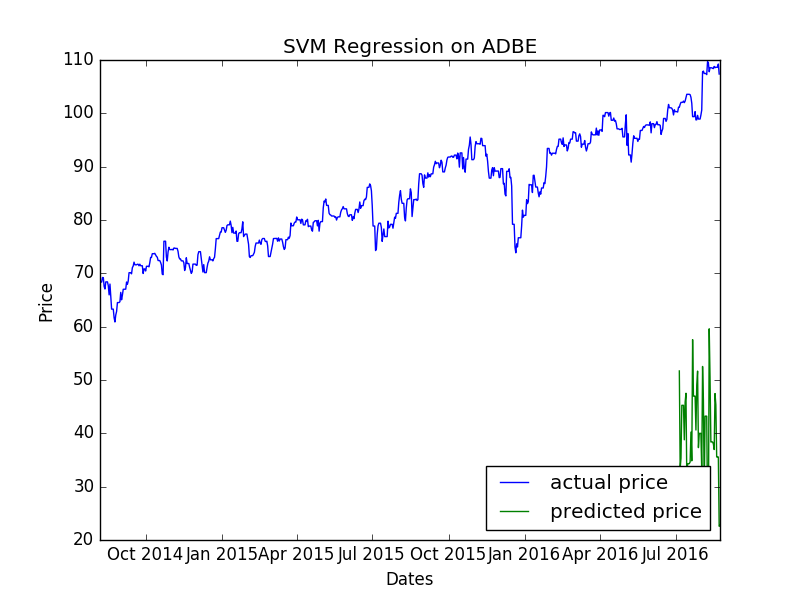 SVM Regression on ADBE
110
100
90
80
70
60
50
40
30
20
Price
actual price
predicted price
Oct 2014 Jan 2015 Apr 2015 Jul 2015 Oct 2015 Jan 2016 Apr 2016 Jul 2016
Dates